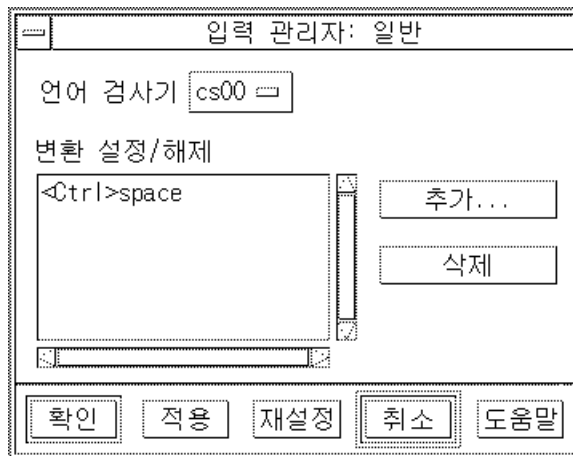 입력 관리자: 일반
언어 검사기 cs00
변환 설정/해제
<Ctrl>space
추가...
삭제
확인 적용 재설정 취소 도움말